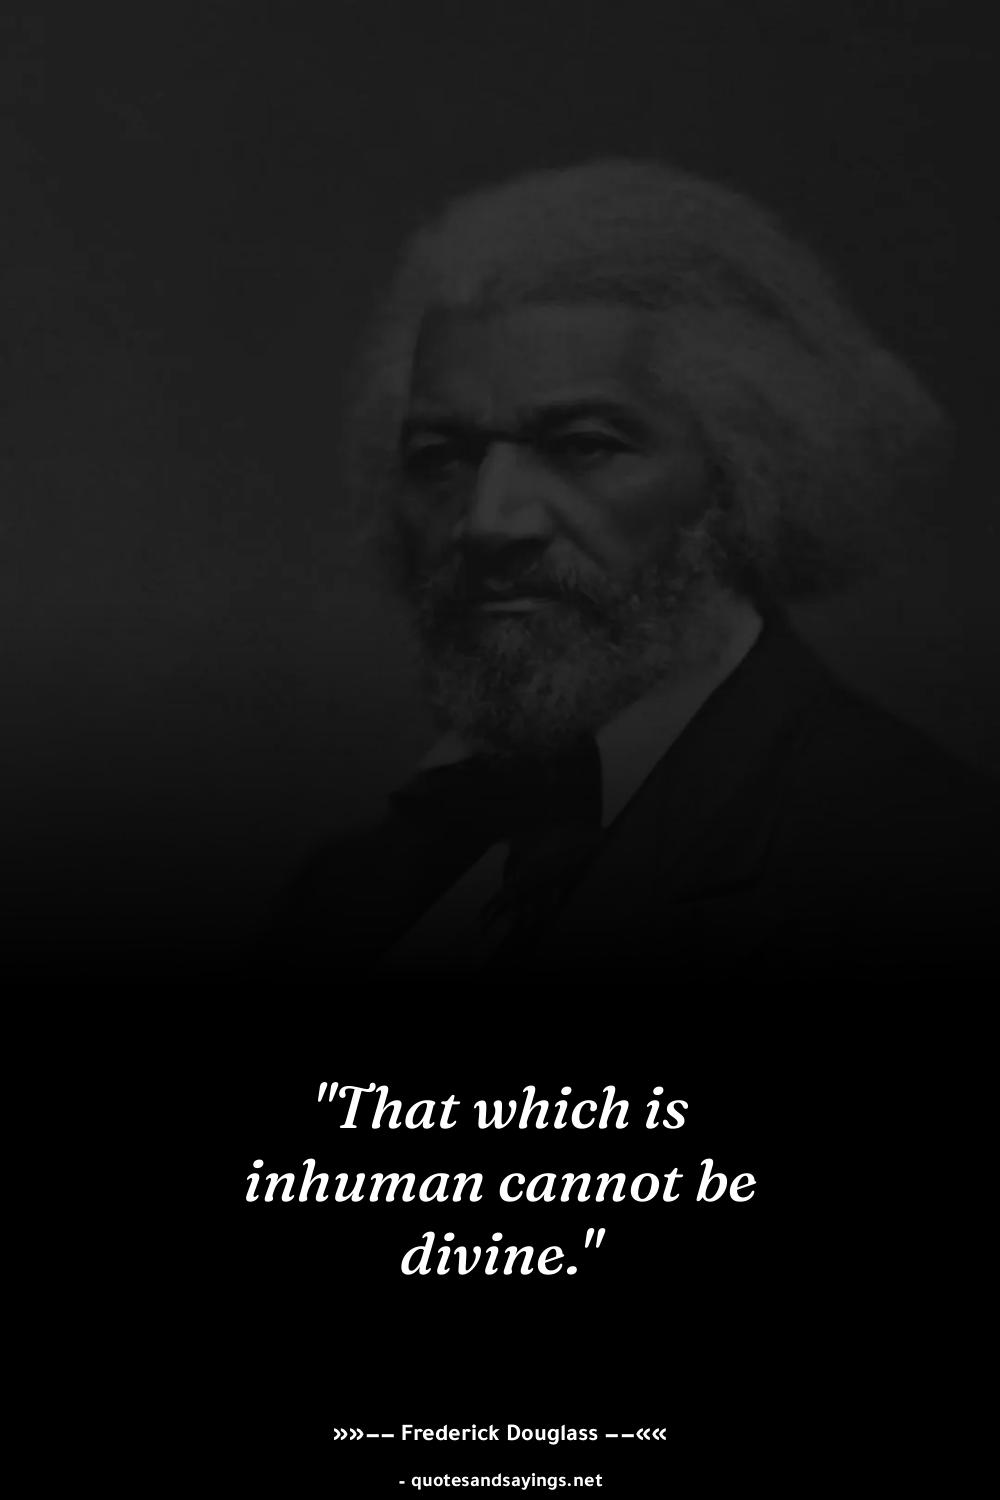 "That which is
inhuman cannot be
divine."
»»−− Frederick Douglass −−««
- quotesandsayings.net